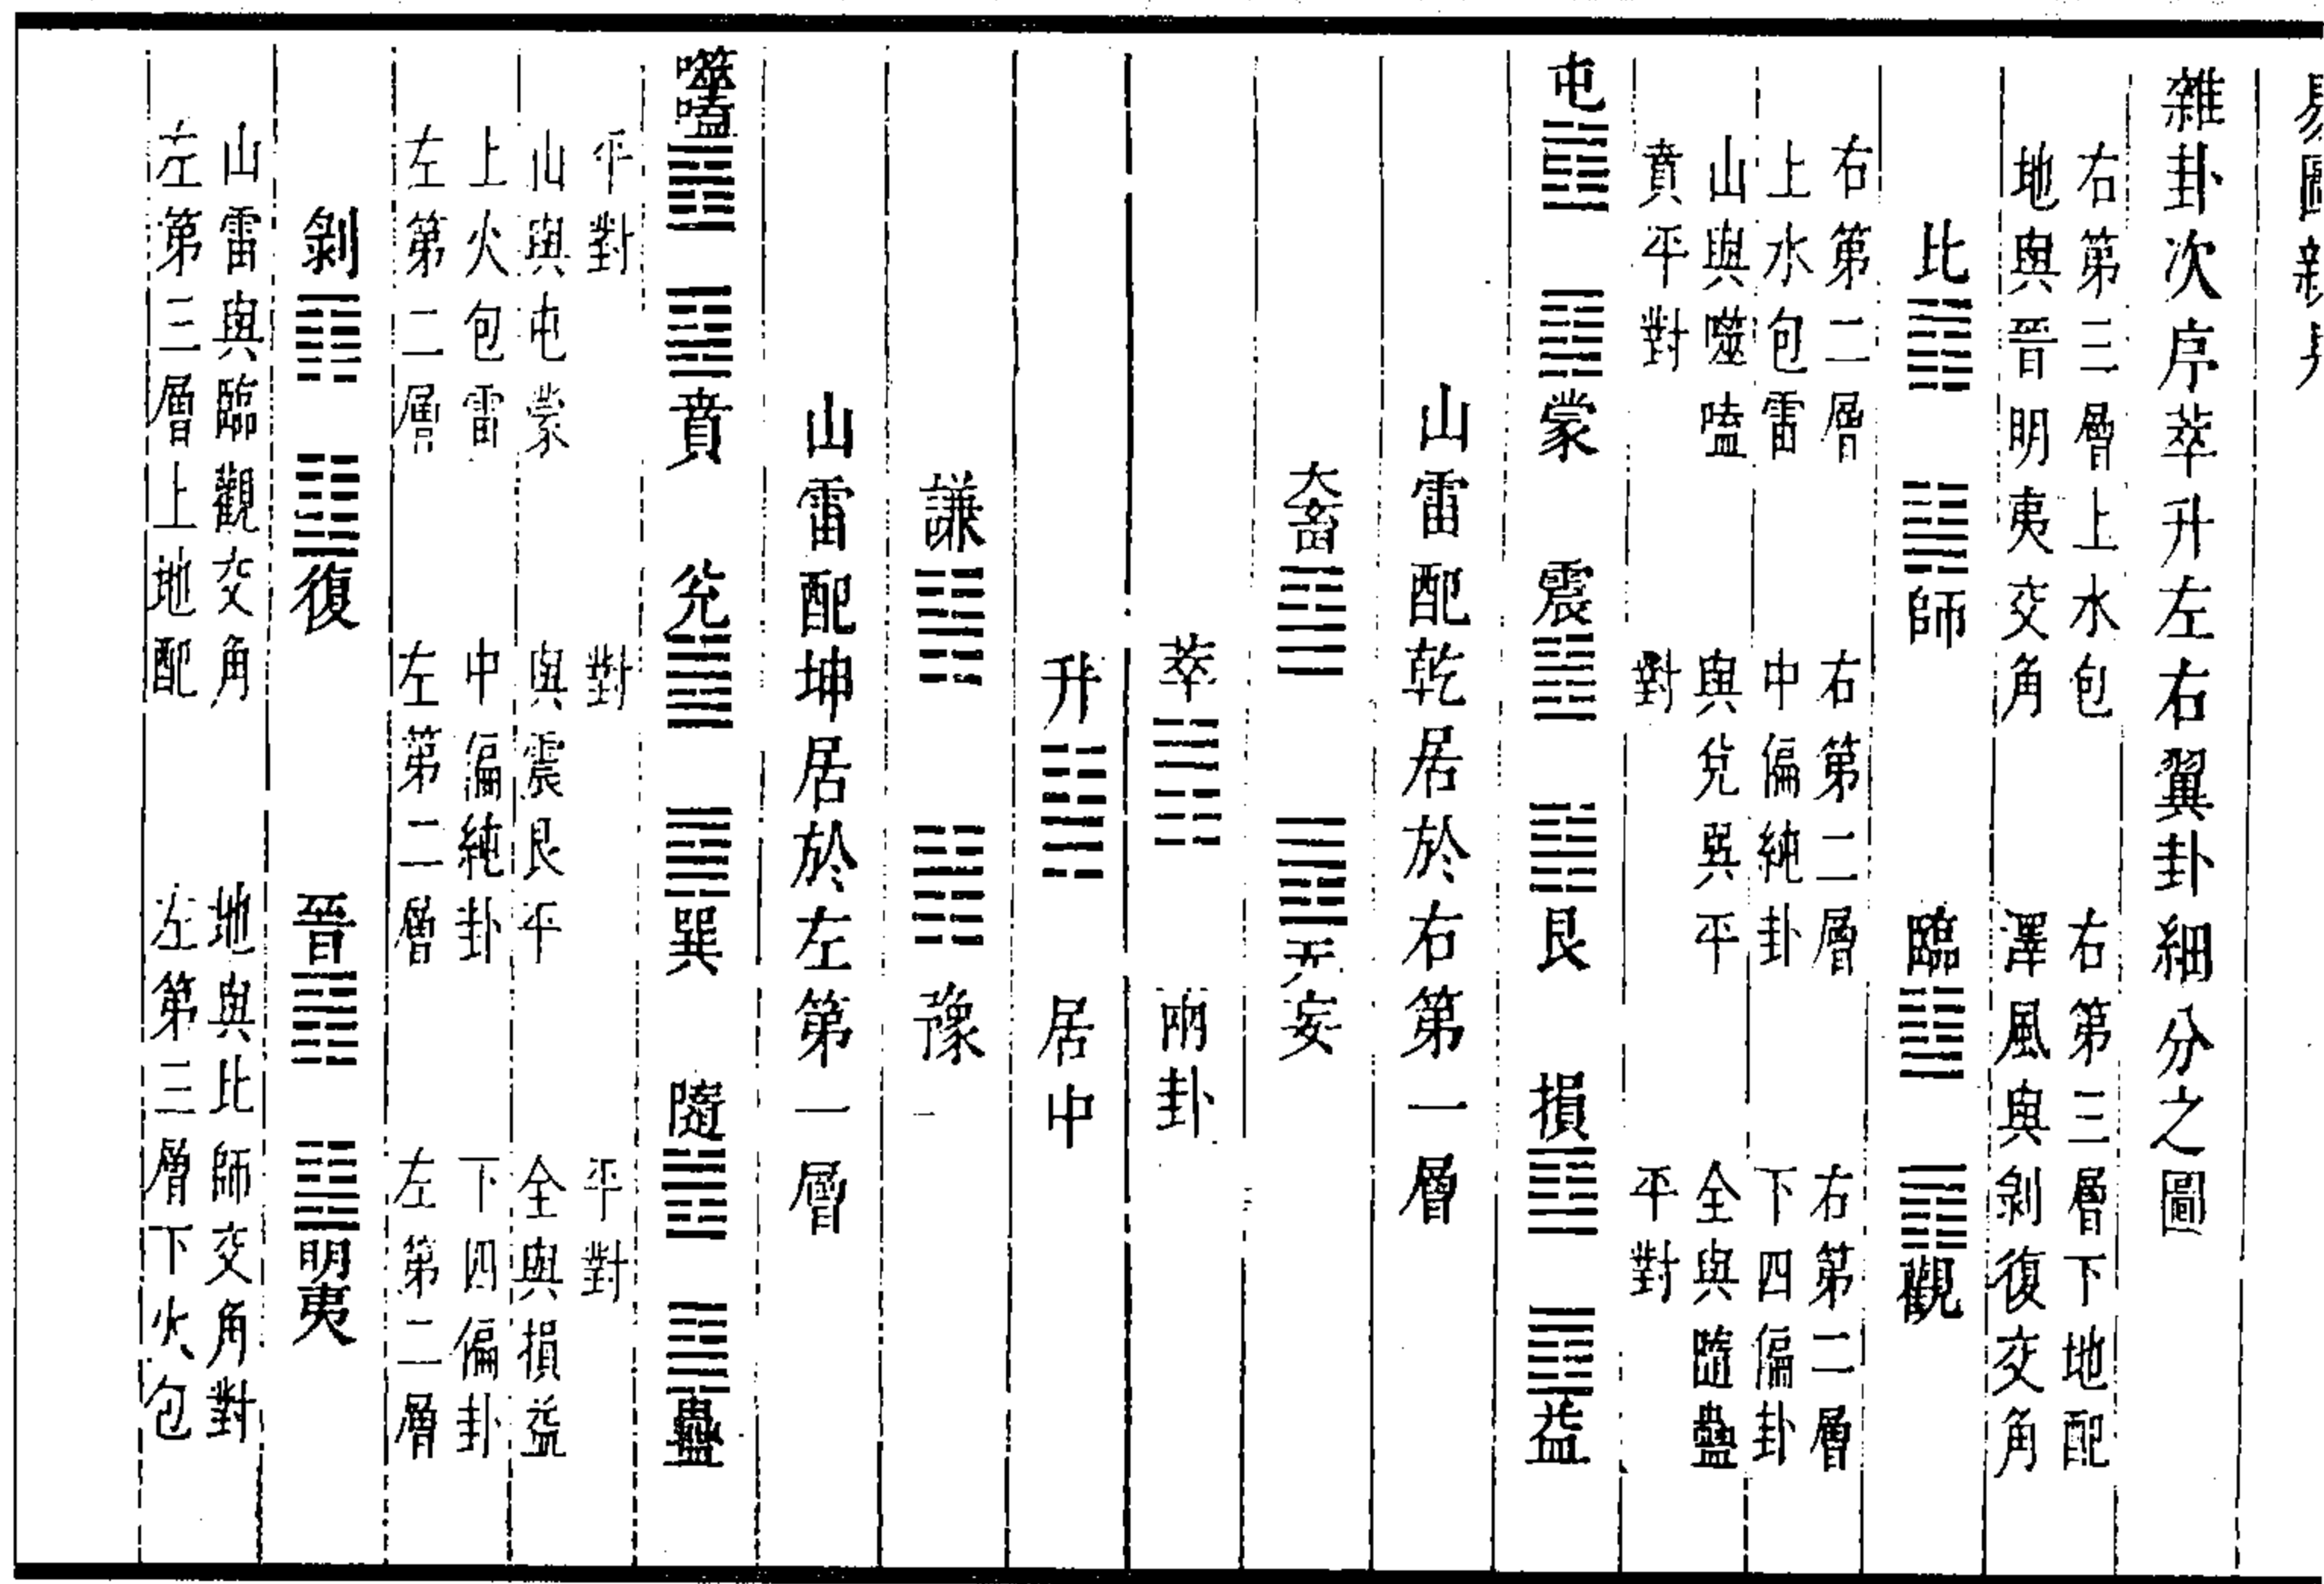 易圖親見
雜卦次序萃升左右翼卦細分之圖
右第三層上水包 右第三層下地配
地與晉明夷交角 澤風與剝復交角
比 師 臨 觀
右第二層 右第二層 右第二層
上水包雷 中偏純卦 下四偏卦
山與噬嗑 與兌巽平 全與隨蠱
賁平對 對 平對
屯 蒙 震 艮 損 益
山雷配乾居於右第一層
大畜 无妄
萃 兩卦
升 居中
謙 豫
山雷配坤居於左第一層
噬嗑 賁 兌 巽 隨 蠱
平對 對 平對
山與屯蒙 與震艮平 全與損益
上火包雷 中偏純卦 下四偏卦
左第二層 左第二層 左第二層
剝 復 晉 明夷
山雷與臨觀交角 地與比師交角對
左第三層上地配 左第三層下火包